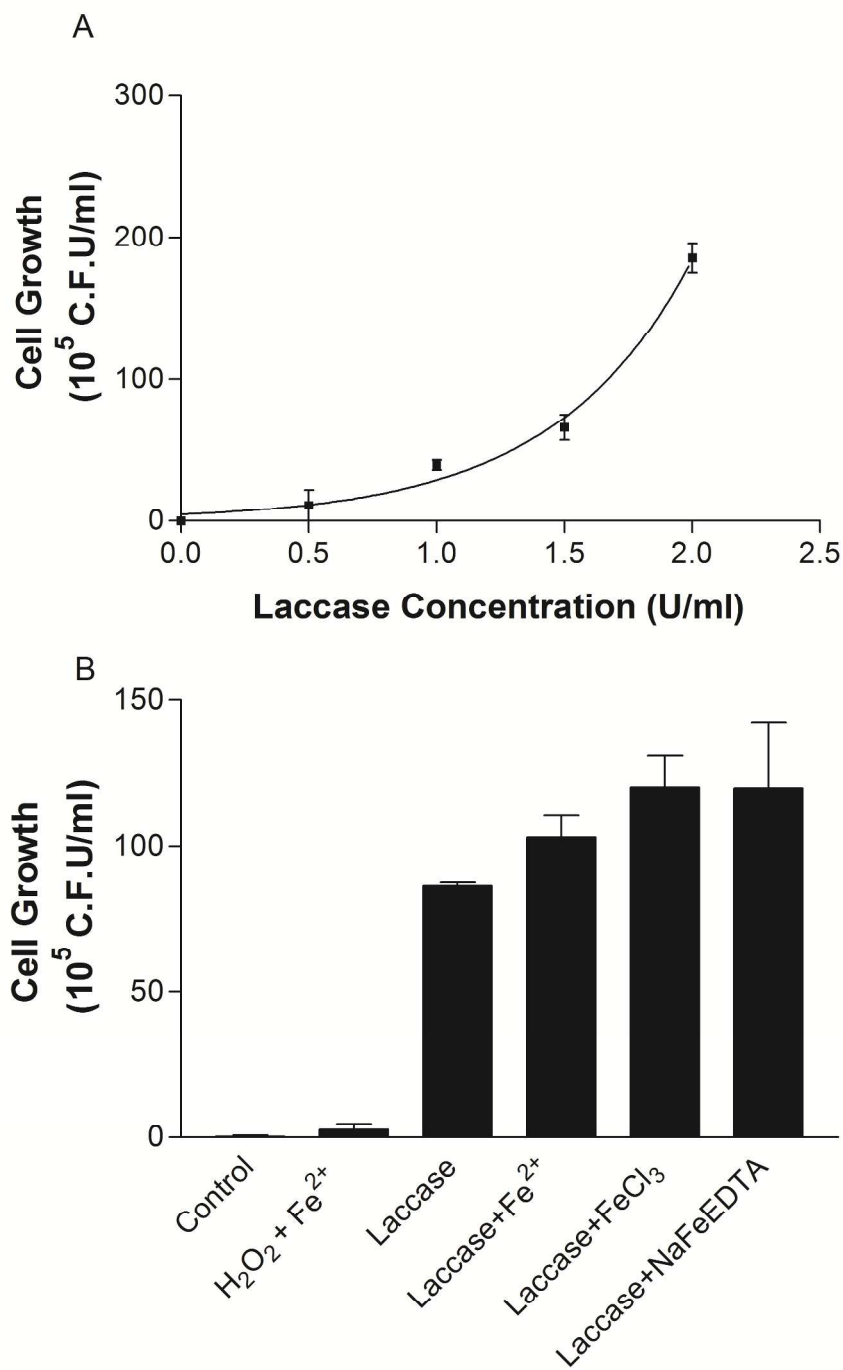 A
300
200
100
0
Cell Growth
(10⁵ C.F.U/ml)
0.0 0.5 1.0 1.5 2.0 2.5
Laccase Concentration (U/ml)
B
150
100
50
0
Cell Growth
(10⁵ C.F.U/ml)
Control
H₂O₂ + Fe²⁺
Laccase
Laccase+Fe²⁺
Laccase+FeCl₃
Laccase+NaFeEDTA